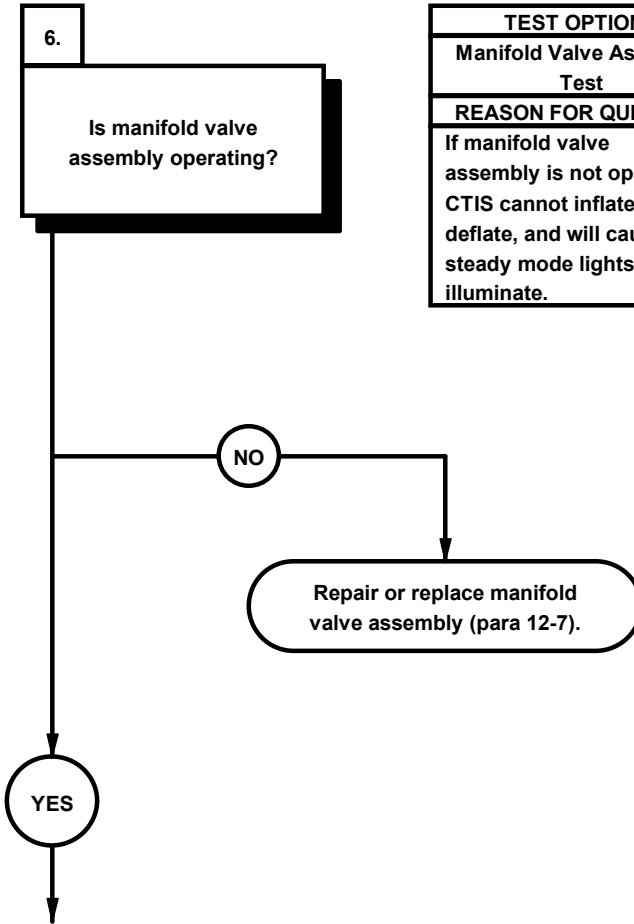 6.
Is manifold valve
assembly operating?
TEST OPTION
Manifold Valve As
Test
REASON FOR QU
If manifold valve
assembly is not op
CTIS cannot inflate
deflate, and will cau
steady mode lights
illuminate.
NO
Repair or replace manifold
valve assembly (para 12-7).
YES